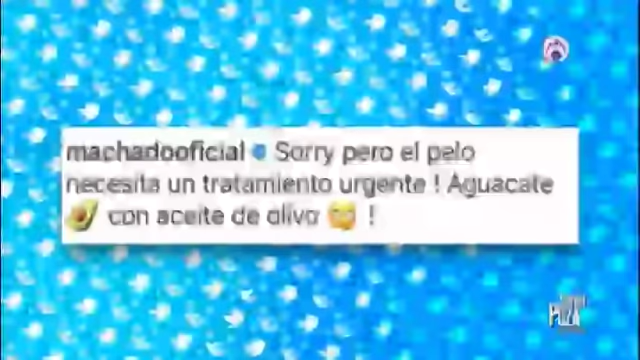 machadooficial Sorry pero el pelo
necesita un tratamiento urgente ! Aguacate
🥑 con aceite de olivo !